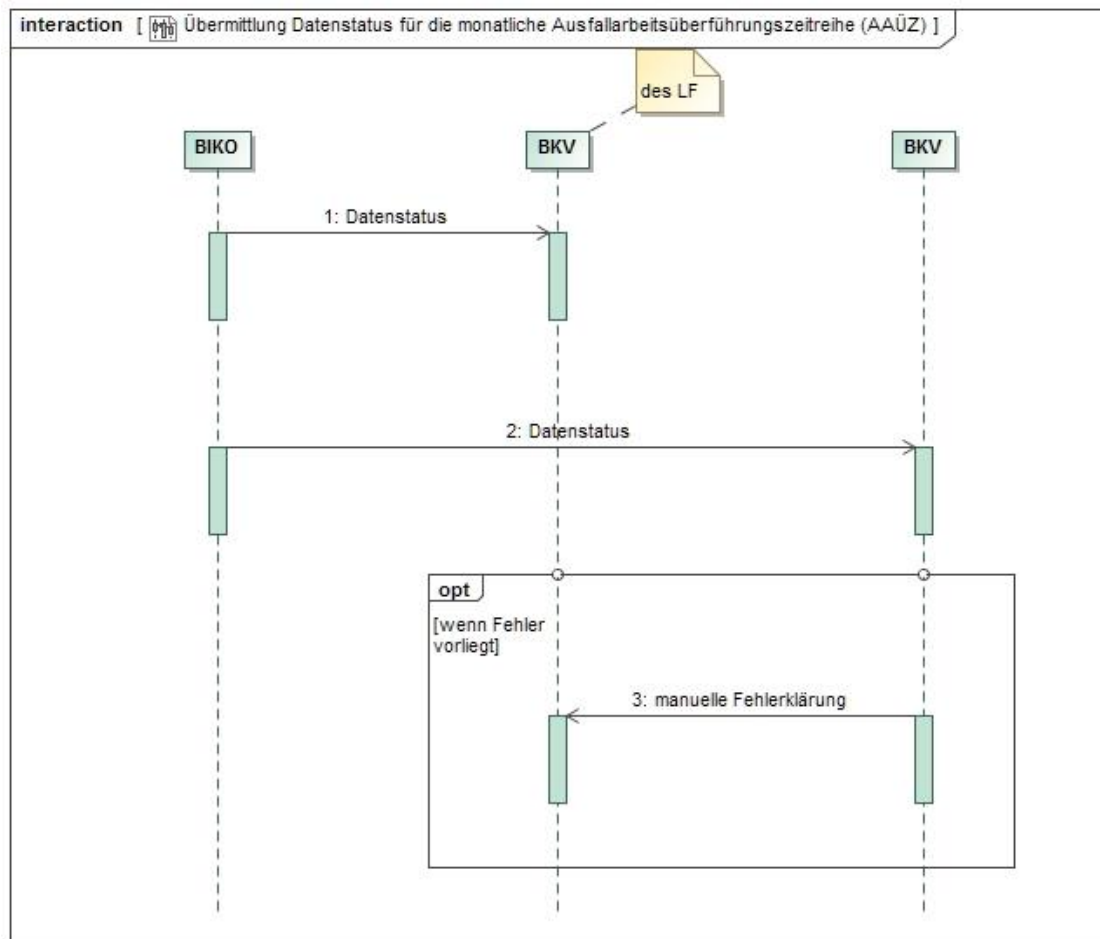 interaction [ Übermittlung Datenstatus für die monatliche Ausfallarbeitsüberführungszeitreihe (AAÜZ) ]
des LF
BIKO BKV BKV
1: Datenstatus
2: Datenstatus
opt
[wenn Fehler
vorliegt]
3: manuelle Fehlerklärung